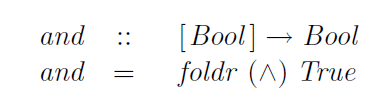 and :: [Bool] → Bool
and = foldr (∧) True